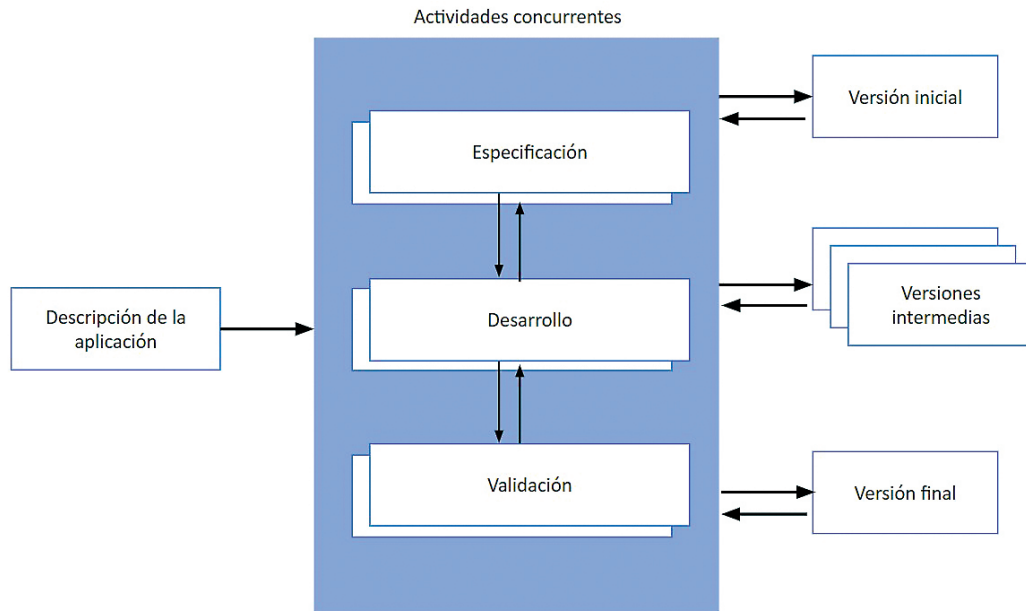 Actividades concurrentes
Versión inicial
Especificación
Descripción de la
aplicación
Desarrollo
Versiones
intermedias
Validación
Versión final